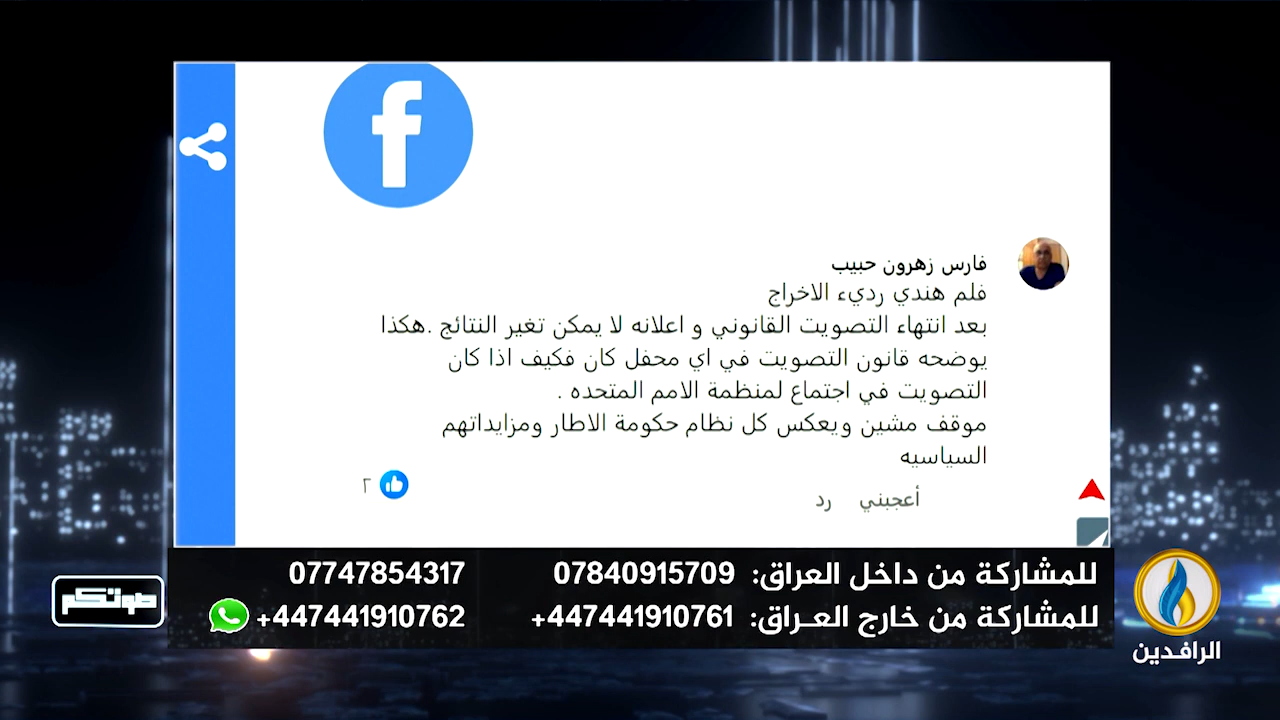 فارس زهرون حبيب
فلم هندي رديء الاخراج
بعد انتهاء التصويت القانوني و اعلانه لا يمكن تغير النتائج .هكذا
يوضحه قانون التصويت في اي محفل كان فكيف اذا كان
التصويت في اجتماع لمنظمة الامم المتحده .
موقف مشين ويعكس كل نظام حكومة الاطار ومزايداتهم
السياسيه
أعجبني رد
٢
للمشاركة من داخل العراق: 07840915709 07747854317
للمشاركة من خارج العـراق: 447441910761+ 447441910762+
صوتكم
الرافدين